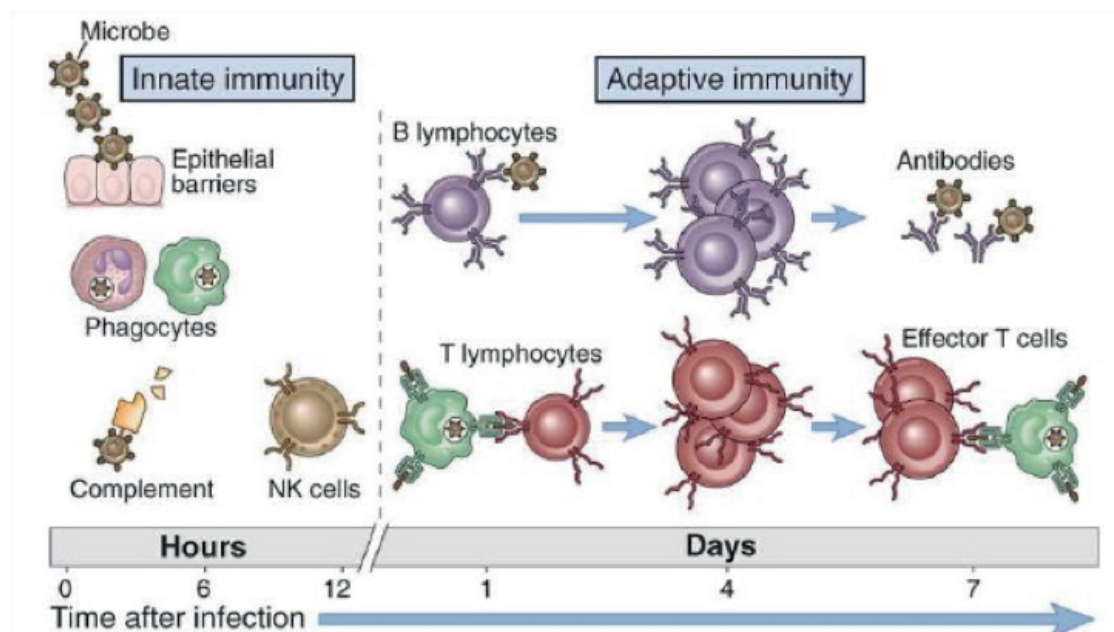 Microbe
Innate immunity
Adaptive immunity
Epithelial
barriers
B lymphocytes
Antibodies
Phagocytes
T lymphocytes
Effector T cells
Complement
NK cells
Hours
Days
0 6 12 1 4 7
Time after infection